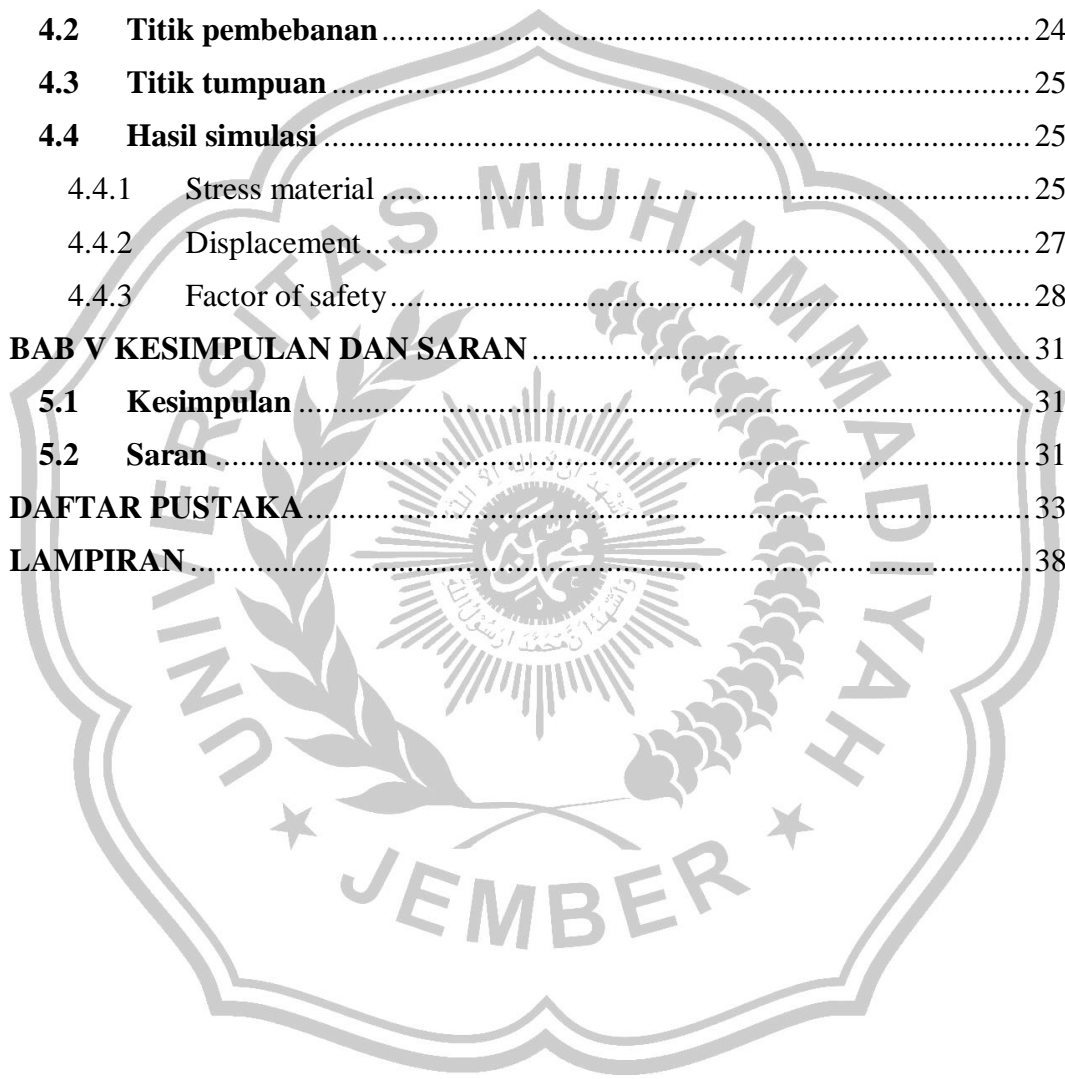 4.2 Titik pembebanan ........ 24
4.3 Titik tumpuan ........ 25
4.4 Hasil simulasi ........ 25
4.4.1 Stress material ........ 25
4.4.2 Displacement ........ 27
4.4.3 Factor of safety ........ 28
BAB V KESIMPULAN DAN SARAN ........ 31
5.1 Kesimpulan ........ 31
5.2 Saran ........ 31
DAFTAR PUSTAKA ........ 33
LAMPIRAN ........ 38
UNIVERSITAS MUHAMMADIYAH
JEMBER